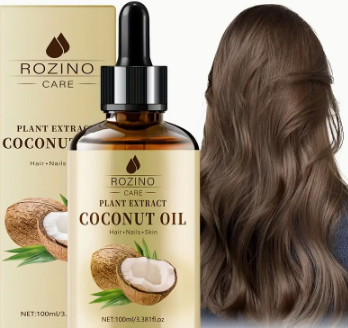 ROZINO
CARE
PLANT EXTRAC
COCONUT
Hair•Nails
NET:100ml/3.
ROZINO
CARE
PLANT EXTRACT
COCONUT OIL
Hair•Nails•Skin
NET:100ml/3.381fl.oz